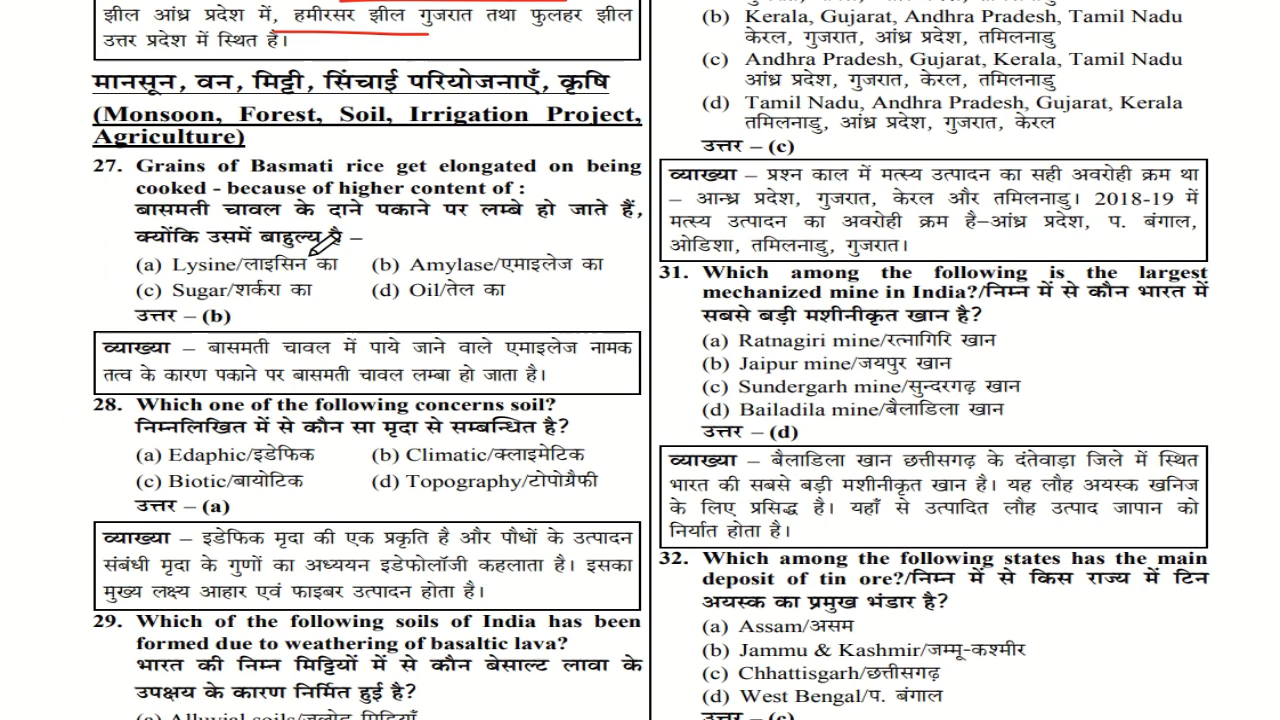 झील आंध्र प्रदेश में, हमीरसर झील गुजरात तथा फुलहर झील
उत्तर प्रदेश में स्थित है।
मानसून, वन, मिट्टी, सिंचाई परियोजनाएँ, कृषि
(Monsoon, Forest, Soil, Irrigation Project,
Agriculture)
27. Grains of Basmati rice get elongated on being
cooked - because of higher content of :
बासमती चावल के दाने पकाने पर लम्बे हो जाते हैं,
क्योंकि उसमें बाहुल्य है –
(a) Lysine/लाइसिन का (b) Amylase/एमाइलेज का
(c) Sugar/शर्करा का (d) Oil/तेल का
उत्तर – (b)
व्याख्या – बासमती चावल में पाये जाने वाले एमाइलेज नामक
तत्व के कारण पकाने पर बासमती चावल लम्बा हो जाता है।
28. Which one of the following concerns soil?
निम्नलिखित में से कौन सा मृदा से सम्बन्धित है?
(a) Edaphic/इडेफिक (b) Climatic/क्लाइमेटिक
(c) Biotic/बायोटिक (d) Topography/टोपोग्रैफी
उत्तर – (a)
व्याख्या – इडेफिक मृदा की एक प्रकृति है और पौधों के उत्पादन
संबंधी मृदा के गुणों का अध्ययन इडेफोलॉजी कहलाता है। इसका
मुख्य लक्ष्य आहार एवं फाइबर उत्पादन होता है।
29. Which of the following soils of India has been
formed due to weathering of basaltic lava?
भारत की निम्न मिट्टियों में से कौन बेसाल्ट लावा के
उपक्षय के कारण निर्मित हुई है?
(a) Alluvial soils/जलोढ़ मिट्टियाँ
(b) Kerala, Gujarat, Andhra Pradesh, Tamil Nadu
केरल, गुजरात, आंध्र प्रदेश, तमिलनाडु
(c) Andhra Pradesh, Gujarat, Kerala, Tamil Nadu
आंध्र प्रदेश, गुजरात, केरल, तमिलनाडु
(d) Tamil Nadu, Andhra Pradesh, Gujarat, Kerala
तमिलनाडु, आंध्र प्रदेश, गुजरात, केरल
उत्तर – (c)
व्याख्या – प्रश्न काल में मत्स्य उत्पादन का सही अवरोही क्रम था
– आन्ध्र प्रदेश, गुजरात, केरल और तमिलनाडु। 2018-19 में
मत्स्य उत्पादन का अवरोही क्रम है–आंध्र प्रदेश, प. बंगाल,
ओडिशा, तमिलनाडु, गुजरात।
31. Which among the following is the largest
mechanized mine in India?/निम्न में से कौन भारत में
सबसे बड़ी मशीनीकृत खान है?
(a) Ratnagiri mine/रत्नागिरि खान
(b) Jaipur mine/जयपुर खान
(c) Sundergarh mine/सुन्दरगढ़ खान
(d) Bailadila mine/बैलाडिला खान
उत्तर – (d)
व्याख्या – बैलाडिला खान छत्तीसगढ़ के दंतेवाड़ा जिले में स्थित
भारत की सबसे बड़ी मशीनीकृत खान है। यह लौह अयस्क खनिज
के लिए प्रसिद्ध है। यहाँ से उत्पादित लौह उत्पाद जापान को
निर्यात होता है।
32. Which among the following states has the main
deposit of tin ore?/निम्न में से किस राज्य में टिन
अयस्क का प्रमुख भंडार है?
(a) Assam/असम
(b) Jammu & Kashmir/जम्मू-कश्मीर
(c) Chhattisgarh/छत्तीसगढ़
(d) West Bengal/प. बंगाल
उत्तर – (c)